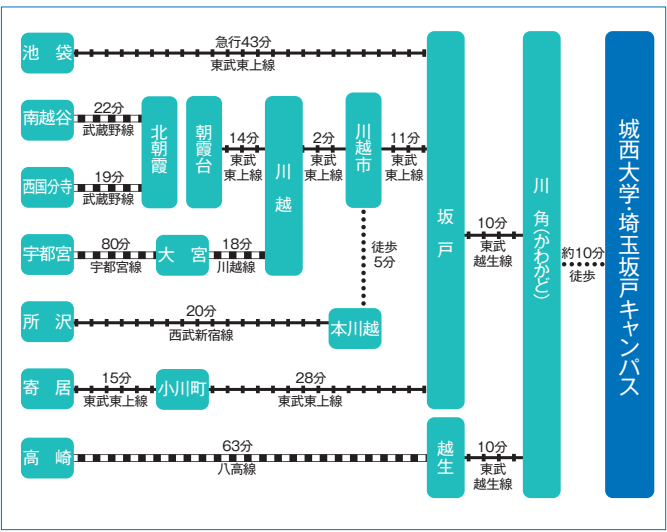 池袋
急行43分
東武東上線
南越谷
22分
武蔵野線
西国分寺
19分
武蔵野線
北朝霞
朝霞台
14分
東武
東上線
川越
2分
東武
東上線
川越市
11分
東武
東上線
宇都宮
80分
宇都宮線
大宮
18分
川越線
徒歩
5分
所沢
20分
西武新宿線
本川越
寄居
15分
東武東上線
小川町
28分
東武東上線
坂戸
10分
東武
越生線
高崎
63分
八高線
越生
10分
東武
越生線
川角(かわかど)
約10分
徒歩
城西大学・埼玉坂戸キャンパス